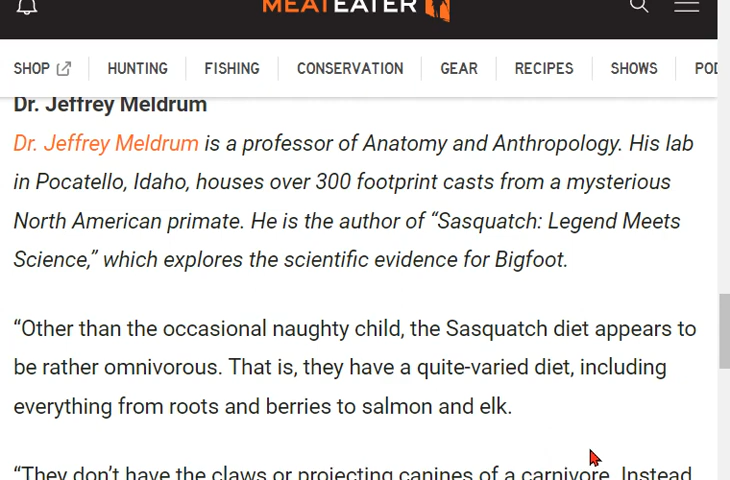 MEATEATER
SHOP HUNTING FISHING CONSERVATION GEAR RECIPES SHOWS POD
Dr. Jeffrey Meldrum
Dr. Jeffrey Meldrum is a professor of Anatomy and Anthropology. His lab
in Pocatello, Idaho, houses over 300 footprint casts from a mysterious
North American primate. He is the author of “Sasquatch: Legend Meets
Science,” which explores the scientific evidence for Bigfoot.
“Other than the occasional naughty child, the Sasquatch diet appears to
be rather omnivorous. That is, they have a quite-varied diet, including
everything from roots and berries to salmon and elk.
“They don’t have the claws or projecting canines of a carnivore. Instead